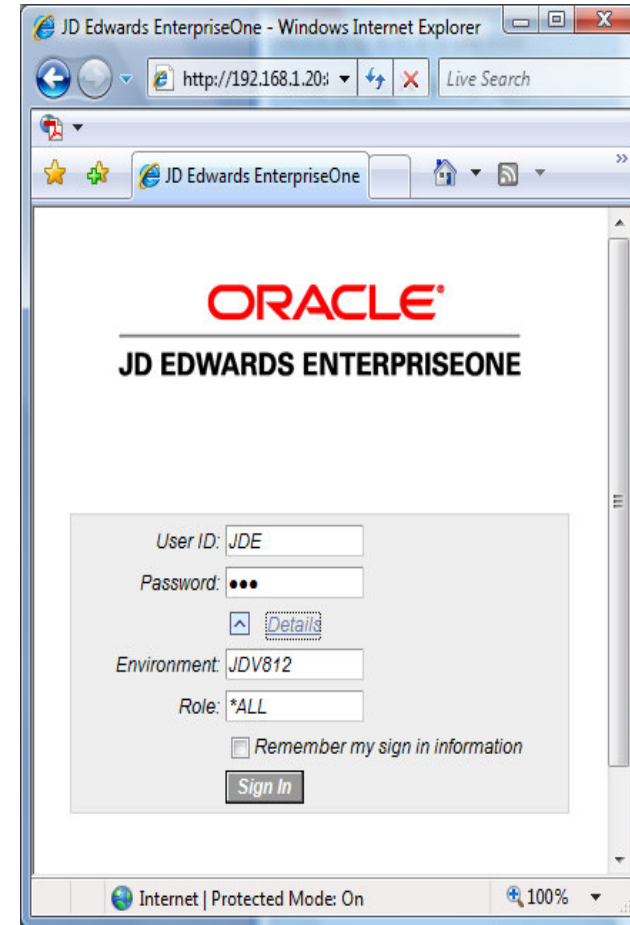 JD Edwards EnterpriseOne - Windows Internet Explorer
http://192.168.1.20:8
Live Search
JD Edwards EnterpriseOne
»
ORACLE®
JD EDWARDS ENTERPRISEONE
User ID: JDE
Password: •••
Details
Environment: JDV812
Role: *ALL
Remember my sign in information
Sign In
Internet | Protected Mode: On
100%